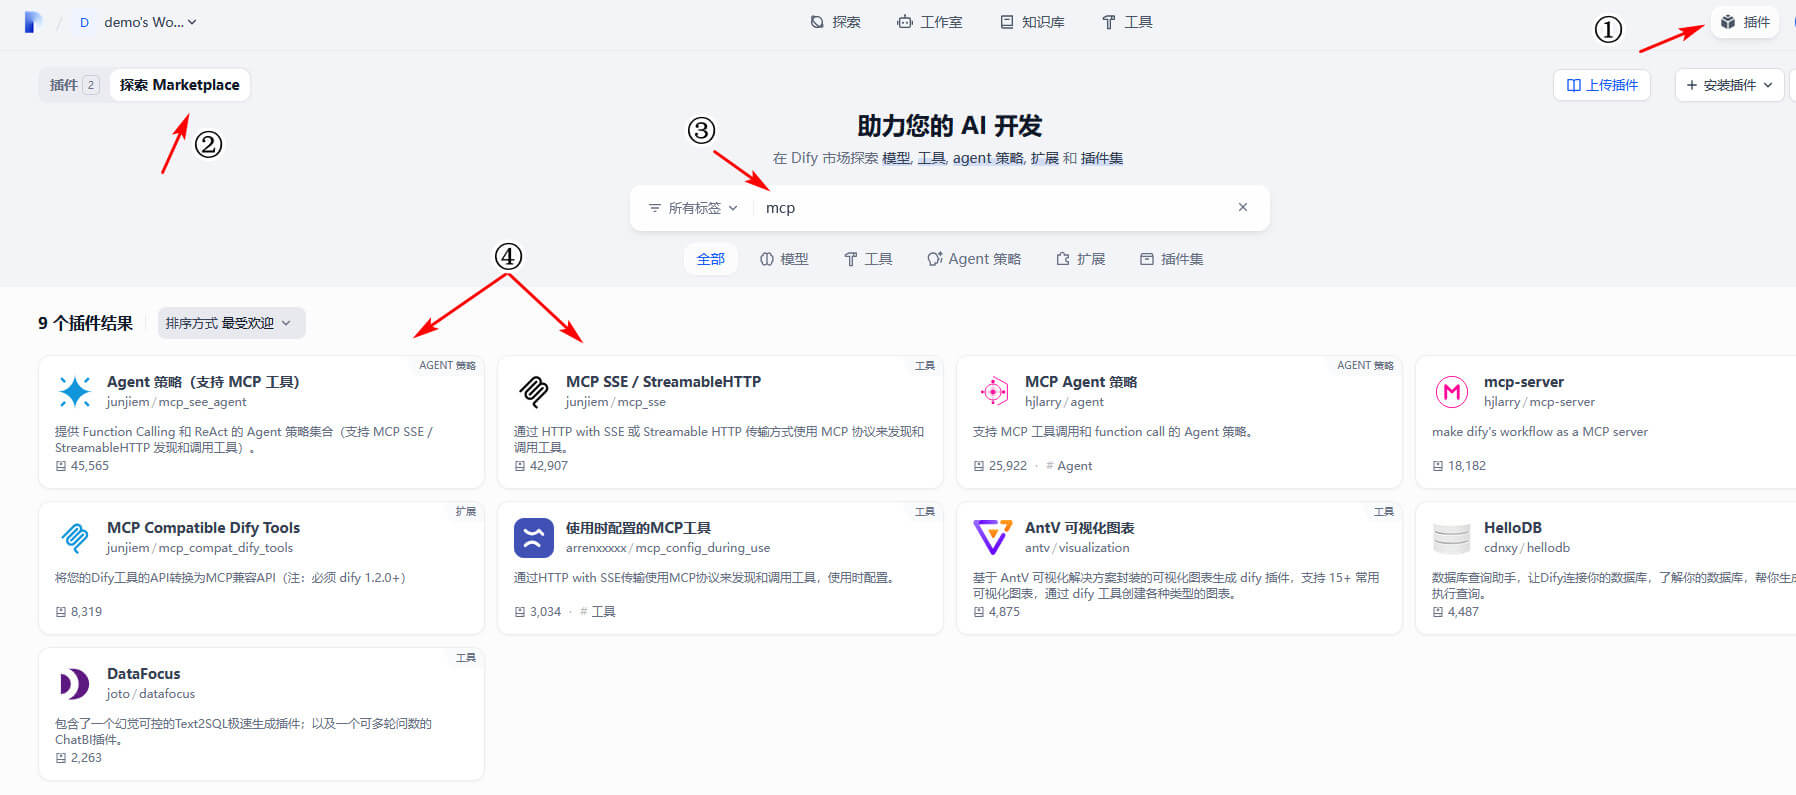 / D demo's Wo...
探索 工作室 知识库 工具
① 插件
插件 2 探索 Marketplace
上传插件 + 安装插件
②
③
助力您的 AI 开发
在 Dify 市场探索 模型, 工具, agent 策略, 扩展 和 插件集
所有标签 mcp ×
④
全部 模型 工具 Agent 策略 扩展 插件集
9 个插件结果 排序方式 最受欢迎
AGENT 策略
Agent 策略（支持 MCP 工具）
junjiem / mcp_see_agent
提供 Function Calling 和 ReAct 的 Agent 策略集合（支持 MCP SSE /
StreamableHTTP 发现和调用工具）。
45,565
工具
MCP SSE / StreamableHTTP
junjiem / mcp_sse
通过 HTTP with SSE 或 Streamable HTTP 传输方式使用 MCP 协议来发现和
调用工具。
42,907
AGENT 策略
MCP Agent 策略
hjlarry / agent
支持 MCP 工具调用和 function call 的 Agent 策略。
25,922 · # Agent
mcp-server
hjlarry / mcp-server
make dify's workflow as a MCP server
18,182
扩展
MCP Compatible Dify Tools
junjiem / mcp_compat_dify_tools
将您的Dify工具的API转换为MCP兼容API（注：必须 dify 1.2.0+）
8,319
工具
使用时配置的MCP工具
arrenxxxxx / mcp_config_during_use
通过HTTP with SSE传输使用MCP协议来发现和调用工具，使用时配置。
3,034 · # 工具
工具
AntV 可视化图表
antv / visualization
基于 AntV 可视化解决方案封装的可视化图表生成 dify 插件，支持 15+ 常用
可视化图表，通过 dify 工具创建各种类型的图表。
4,875
HelloDB
cdnxy / hellodb
数据库查询助手，让Dify连接你的数据库，了解你的数据库，帮你生成
执行查询。
4,487
工具
DataFocus
joto / datafocus
包含了一个幻觉可控的Text2SQL极速生成插件；以及一个可多轮问数的
ChatBI插件。
2,263